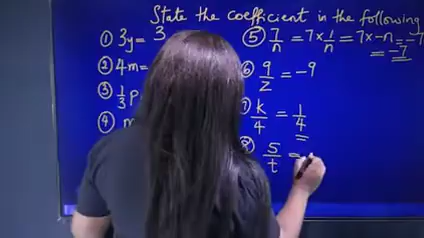 State the coefficient in the following
① 3y = 3
② 4m =
③ 1/3 p
④ m
⑤ 7/n = 7 x 1/n = 7 x -n = -7
= -7
⑥ 9/z = -9
⑦ k/4 = 1/4
⑧ 5/t =